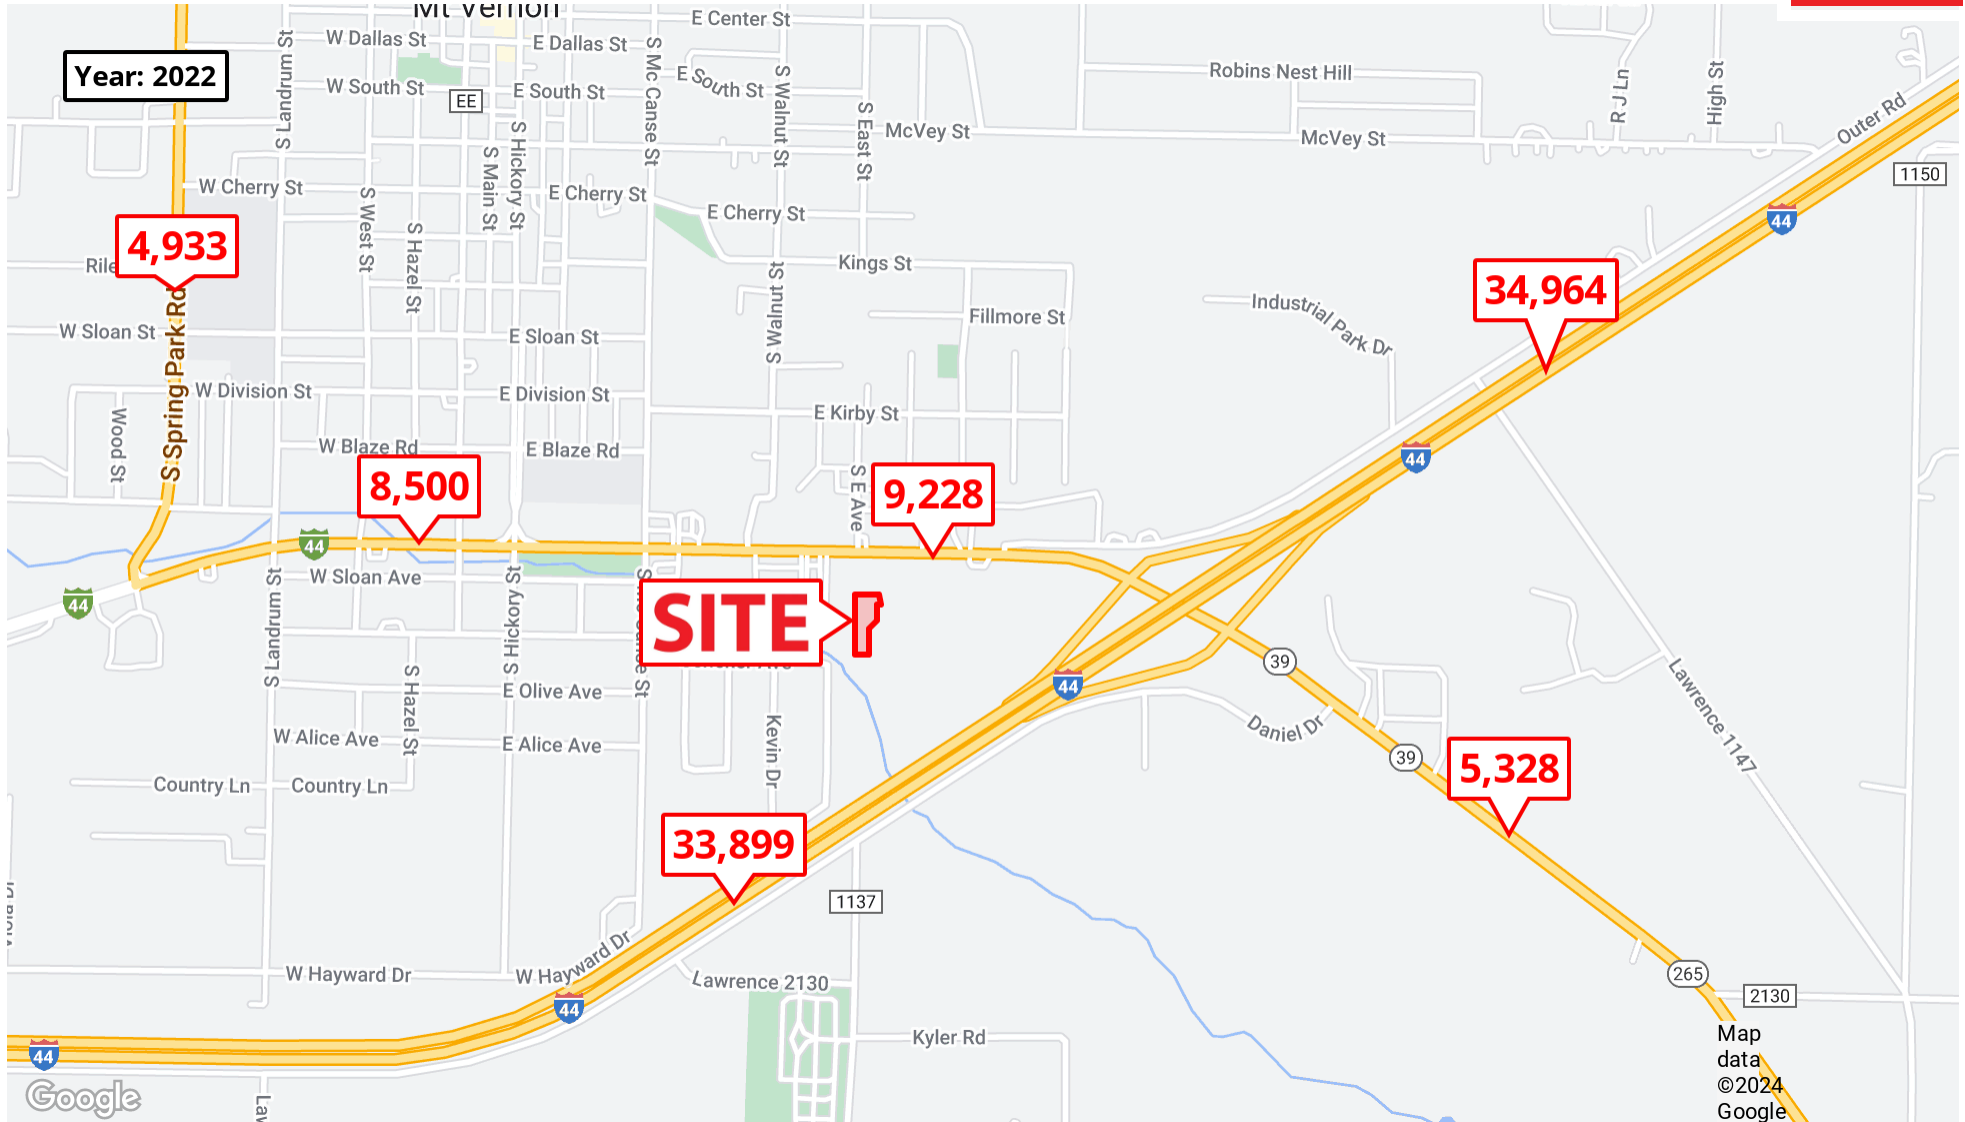 Mt Vernon
E Center St
W Dallas St
E Dallas St
S Landrum St
S Mc Canse St
Year: 2022
W South St
EE
E South St
E South St
S Walnut St
S East St
Robins Nest Hill
R J Ln
High St
Outer Rd
McVey St
McVey St
1150
S Hickory St
S Main St
W Cherry St
S West St
E Cherry St
E Cherry St
44
4,933
S Hazel St
Kings St
S Walnut St
34,964
Industrial Park Dr
W Sloan St
S Spring Park Rd
E Sloan St
Fillmore St
W Division St
E Division St
Wood St
E Kirby St
W Blaze Rd
E Blaze Rd
44
8,500
S E Ave
9,228
44
W Sloan Ave
44
S Landrum St
S Hickory St
SITE
39
44
E Olive Ave
S Hazel St
Lawrence 1147
Daniel Dr
W Alice Ave
E Alice Ave
Kevin Dr
39
5,328
Country Ln
Country Ln
33,899
1137
W Hayward Dr
W Hayward Dr
Lawrence 2130
265
2130
44
Kyler Rd
44
Google
Map
data
©2024
Google